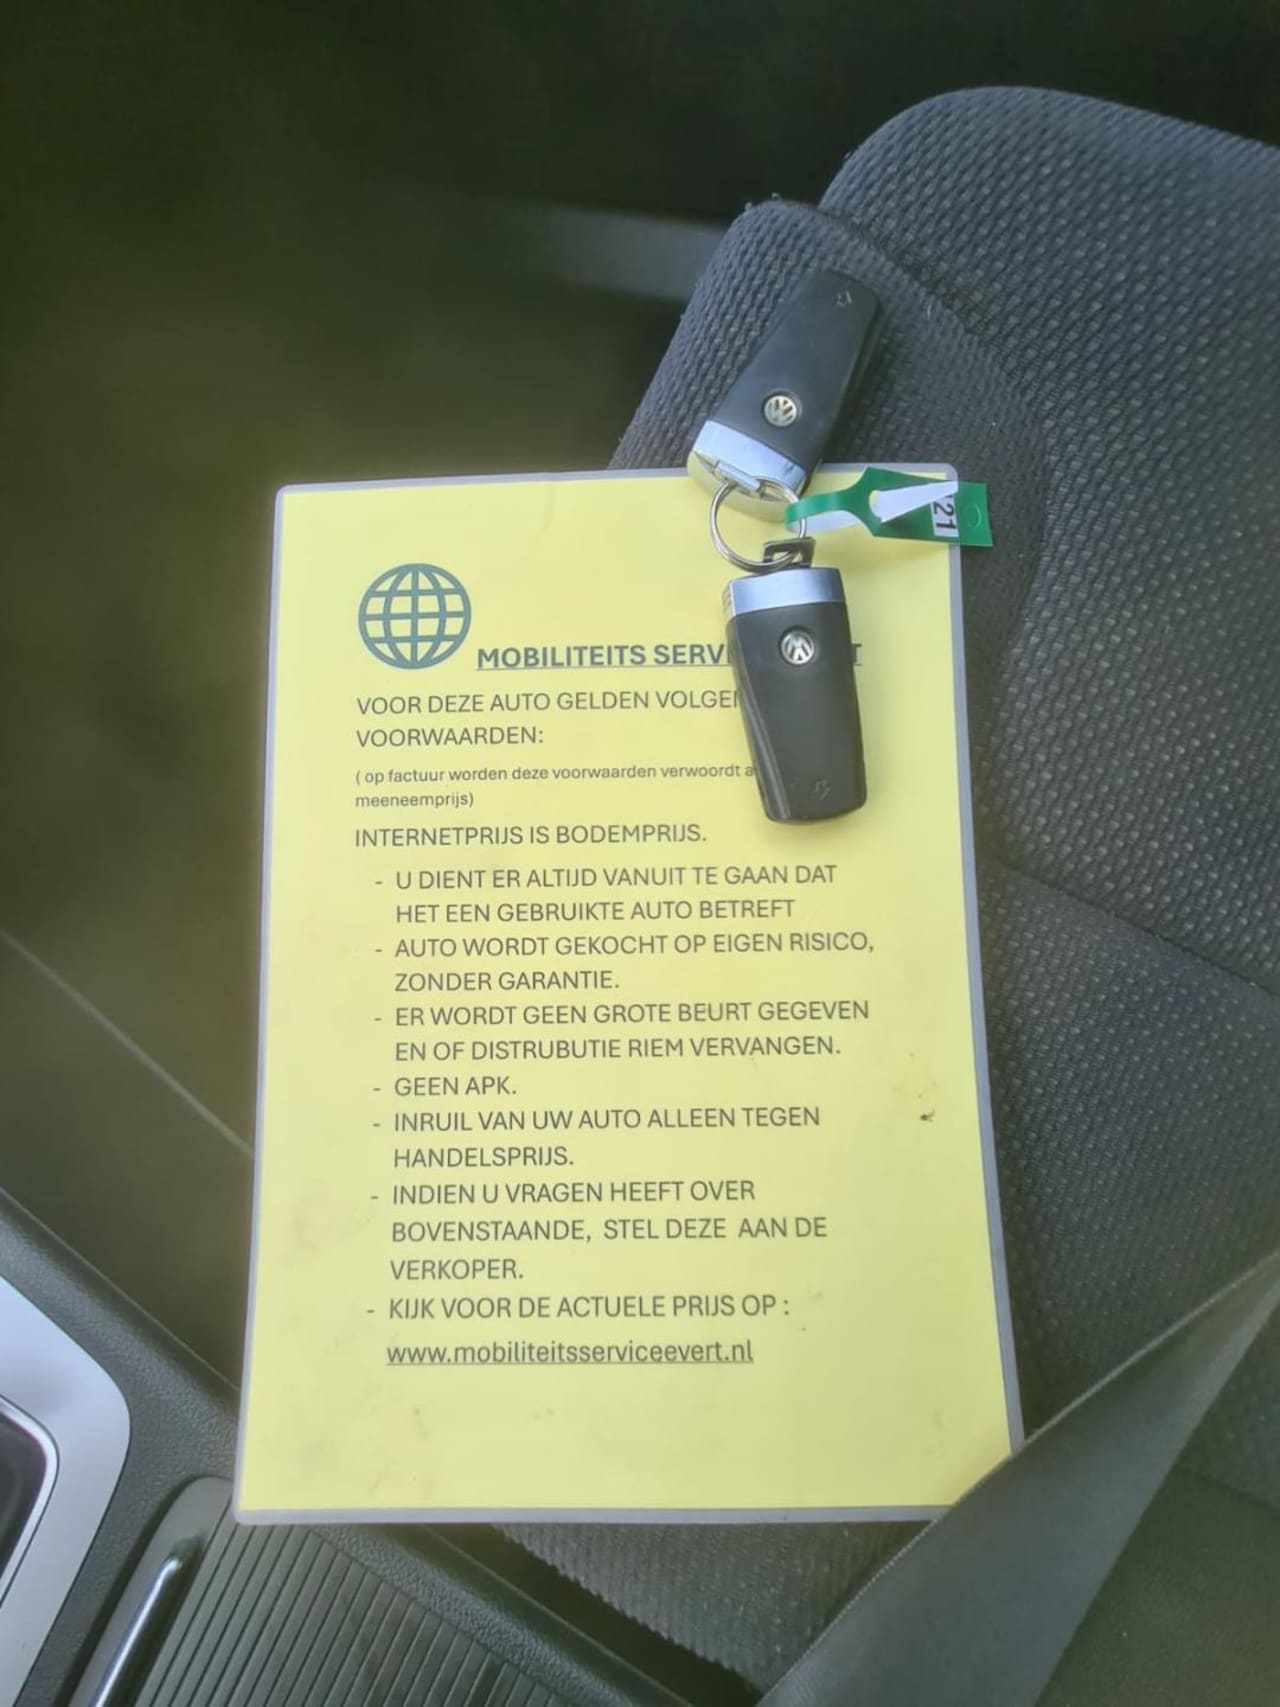 21
MOBILITEITS
VOOR DEZE AUTO GELDEN
VOORWAARDEN:
( op factuur worden deze voorwaarden verwoordt
meeneemprijs)
INTERNETPRIJS IS BODEMPRIJS.
- U DIENT ER ALTIJD VANUIT TE GAAN DAT
HET EEN GEBRUIKTE AUTO BETREFT
- AUTO WORDT GEKOCHT OP EIGEN RISICO,
ZONDER GARANTIE.
- ER WORDT GEEN GROTE BEURT GEGEVEN
EN OF DISTRUBUTIE RIEM VERVANGEN.
- GEEN APK.
- INRUIL VAN UW AUTO ALLEEN TEGEN
HANDELSPRIJS.
- INDIEN U VRAGEN HEEFT OVER
BOVENSTAANDE, STEL DEZE AAN DE
VERKOPER.
- KIJK VOOR DE ACTUELE PRIJS OP :
www.mobiliteitsserviceevert.nl